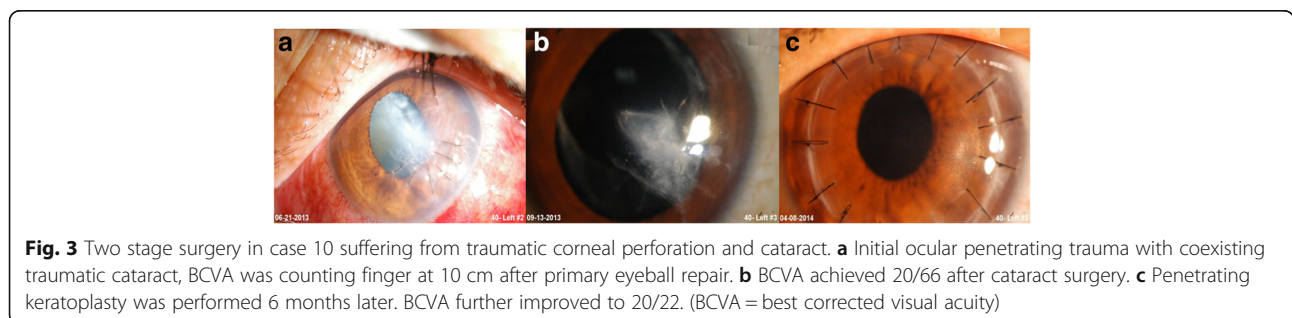 a
b
c
06-21-2013
40- Left #2
09-13-2013
40- Left #3
04-08-2014
Fig. 3 Two stage surgery in case 10 suffering from traumatic corneal perforation and cataract. a Initial ocular penetrating trauma with coexisting
traumatic cataract, BCVA was counting finger at 10 cm after primary eyeball repair. b BCVA achieved 20/66 after cataract surgery. c Penetrating
keratoplasty was performed 6 months later. BCVA further improved to 20/22. (BCVA = best corrected visual acuity)